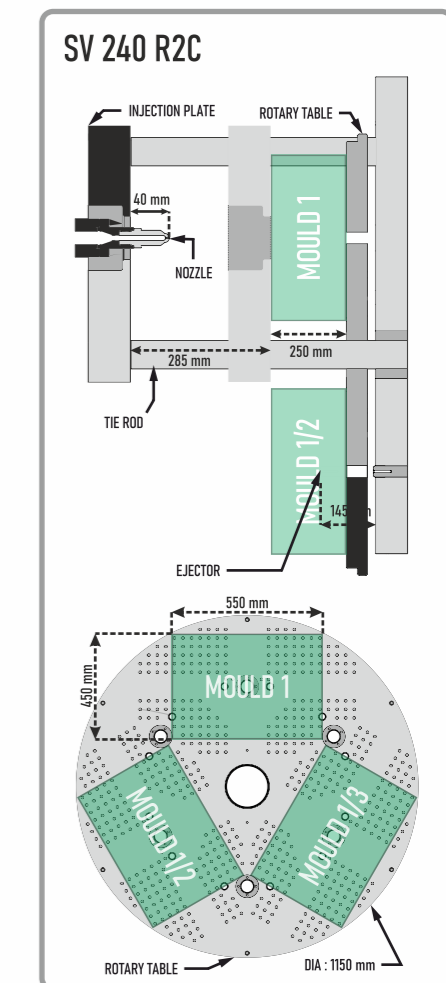 SV 240 R2C
INJECTION PLATE
ROTARY TABLE
40 mm
MOULD 1
NOZZLE
250 mm
285 mm
TIE ROD
MOULD 1/2
EJECTOR
550 mm
450 mm
MOULD 1
MOULD 1/2
MOULD 1/3
ROTARY TABLE
DIA : 1150 mm